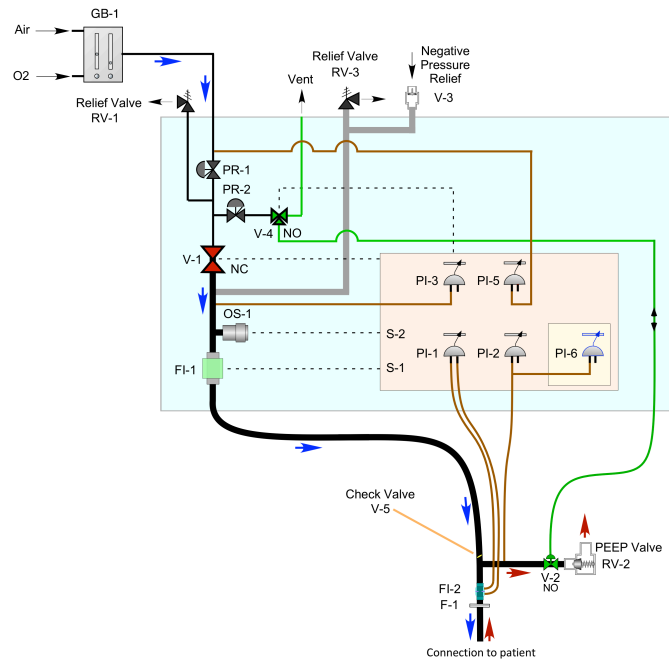 GB-1
Air
O2
Relief Valve
RV-1
Vent
Relief Valve
RV-3
Negative
Pressure
Relief
V-3
PR-1
PR-2
V-4
NO
V-1
NC
PI-3
PI-5
OS-1
S-2
S-1
FI-1
PI-1
PI-2
PI-6
Check Valve
V-5
PEEP Valve
RV-2
V-2
NO
FI-2
F-1
Connection to patient